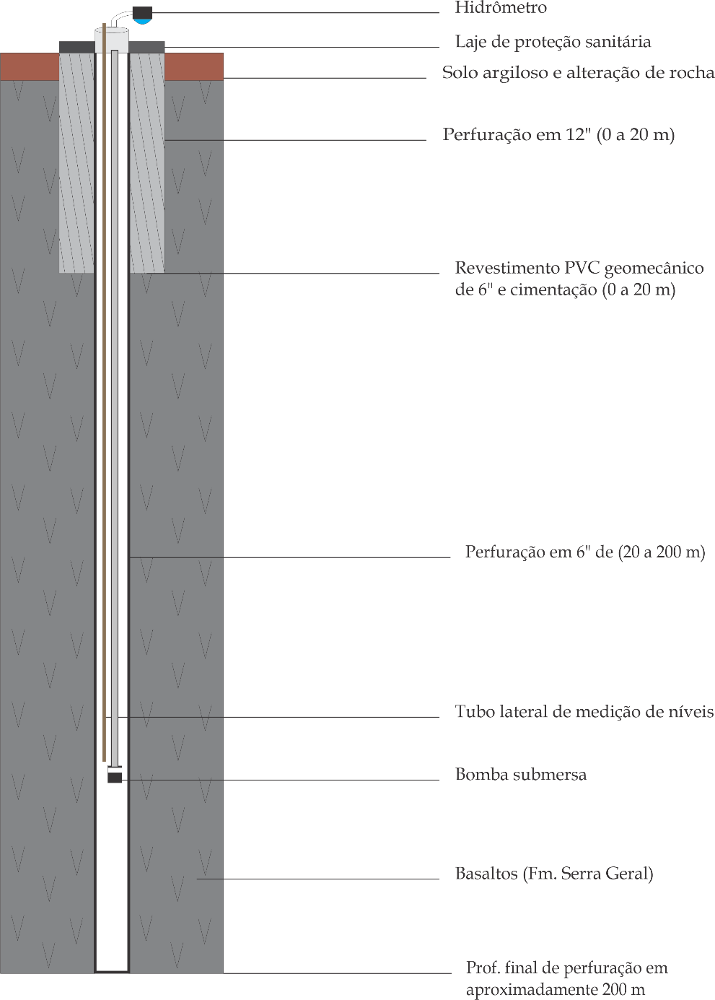 Hidrômetro
Laje de proteção sanitária
Solo argiloso e alteração de rocha
Perfuração em 12" (0 a 20 m)
Revestimento PVC geomecânico
de 6" e cimentação (0 a 20 m)
Perfuração em 6" de (20 a 200 m)
Tubo lateral de medição de níveis
Bomba submersa
Basaltos (Fm. Serra Geral)
Prof. final de perfuração em
aproximadamente 200 m